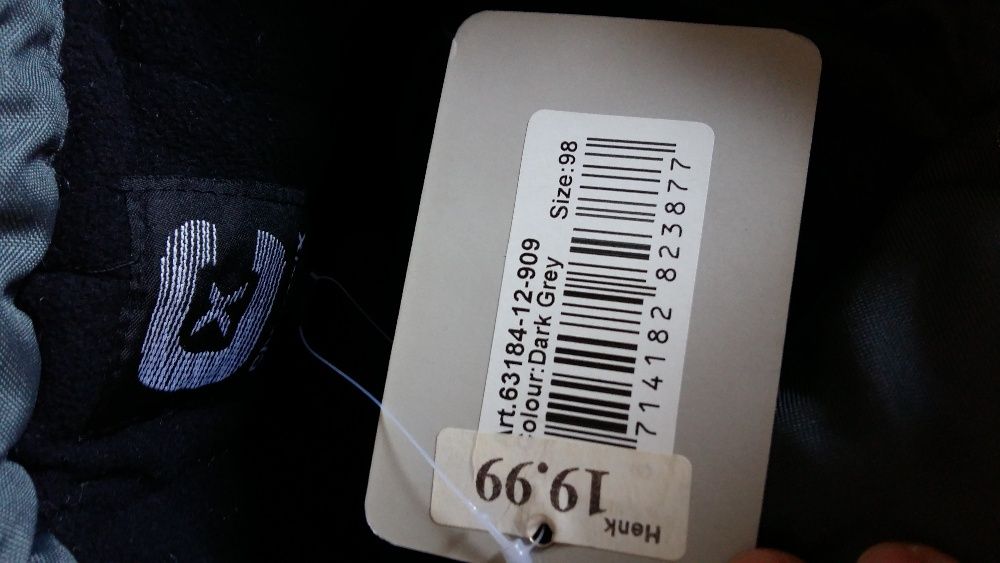 Art.63184-12-909
Colour:Dark Grey Size:98
714182 823877
Henk
19.99